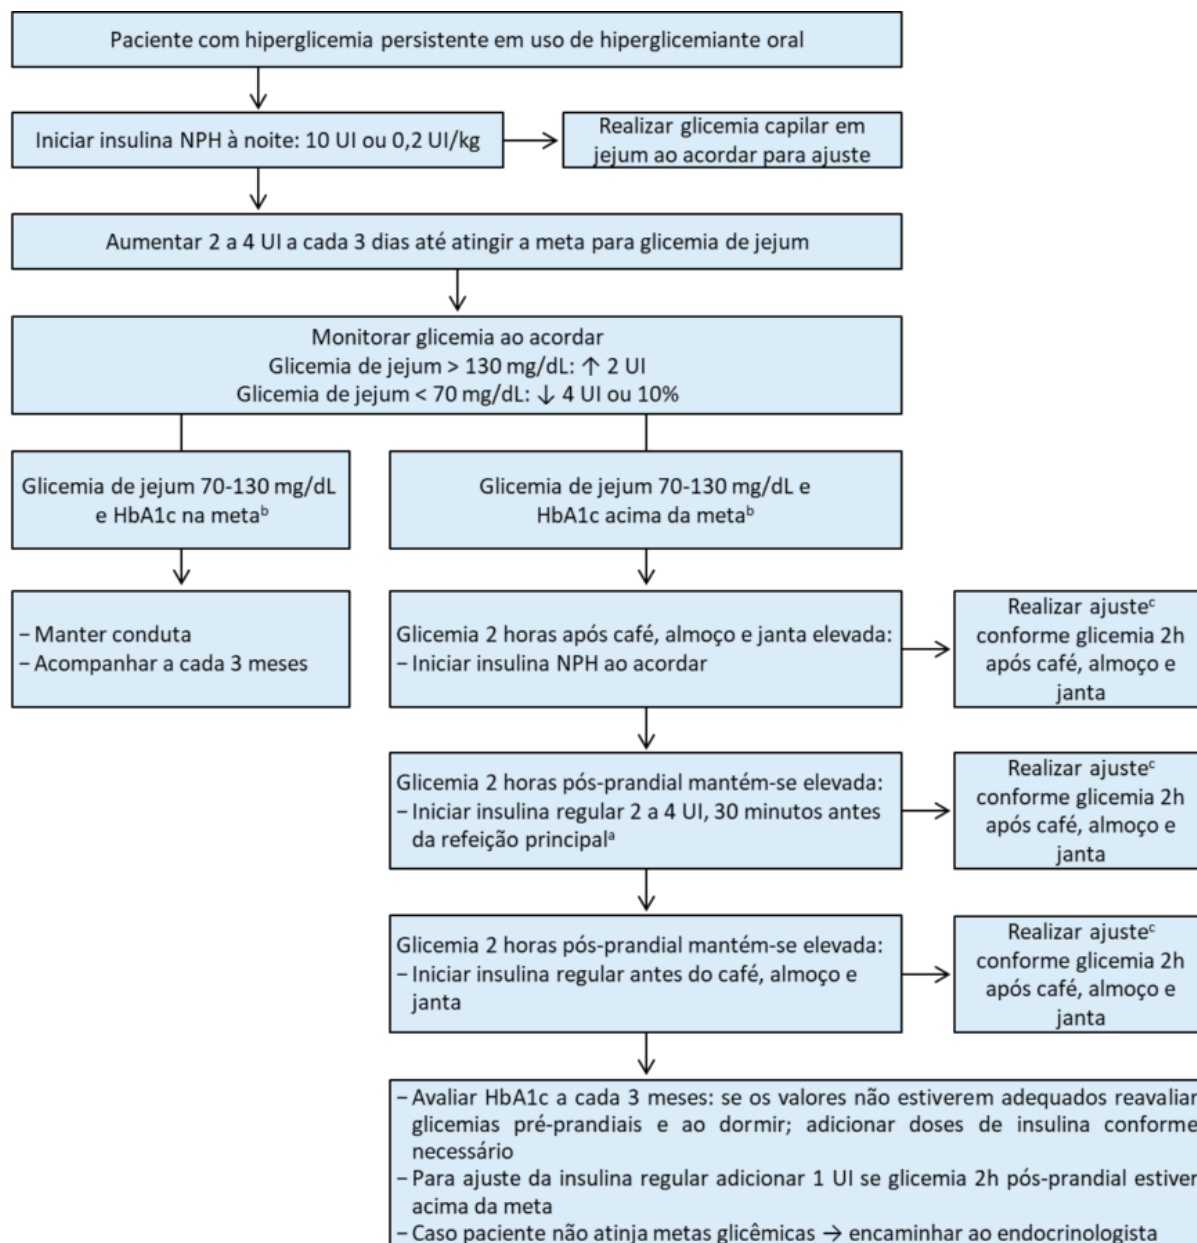 Paciente com hiperglicemia persistente em uso de hiperglicemiante oral
Iniciar insulina NPH à noite: 10 UI ou 0,2 UI/kg
Realizar glicemia capilar em
jejum ao acordar para ajuste
Aumentar 2 a 4 UI a cada 3 dias até atingir a meta para glicemia de jejum
Monitorar glicemia ao acordar
Glicemia de jejum > 130 mg/dL: ↑ 2 UI
Glicemia de jejum < 70 mg/dL: ↓ 4 UI ou 10%
Glicemia de jejum 70-130 mg/dL
e HbA1c na metaᵇ
Glicemia de jejum 70-130 mg/dL e
HbA1c acima da metaᵇ
– Manter conduta
– Acompanhar a cada 3 meses
Glicemia 2 horas após café, almoço e janta elevada:
– Iniciar insulina NPH ao acordar
Realizar ajusteᶜ
conforme glicemia 2h
após café, almoço e
janta
Glicemia 2 horas pós-prandial mantém-se elevada:
– Iniciar insulina regular 2 a 4 UI, 30 minutos antes
da refeição principalᵃ
Realizar ajusteᶜ
conforme glicemia 2h
após café, almoço e
janta
Glicemia 2 horas pós-prandial mantém-se elevada:
– Iniciar insulina regular antes do café, almoço e
janta
Realizar ajusteᶜ
conforme glicemia 2h
após café, almoço e
janta
– Avaliar HbA1c a cada 3 meses: se os valores não estiverem adequados reavaliar
glicemias pré-prandiais e ao dormir; adicionar doses de insulina conforme
necessário
– Para ajuste da insulina regular adicionar 1 UI se glicemia 2h pós-prandial estiver
acima da meta
– Caso paciente não atinja metas glicêmicas → encaminhar ao endocrinologista